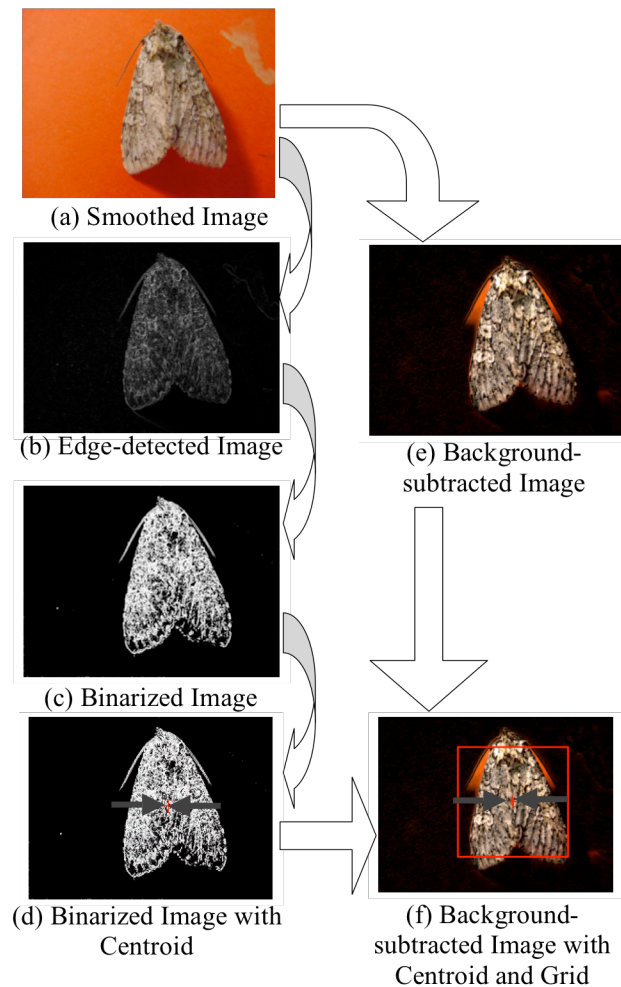 (a) Smoothed Image
(b) Edge-detected Image
(e) Background-
subtracted Image
(c) Binarized Image
(d) Binarized Image with
Centroid
(f) Background-
subtracted Image with
Centroid and Grid